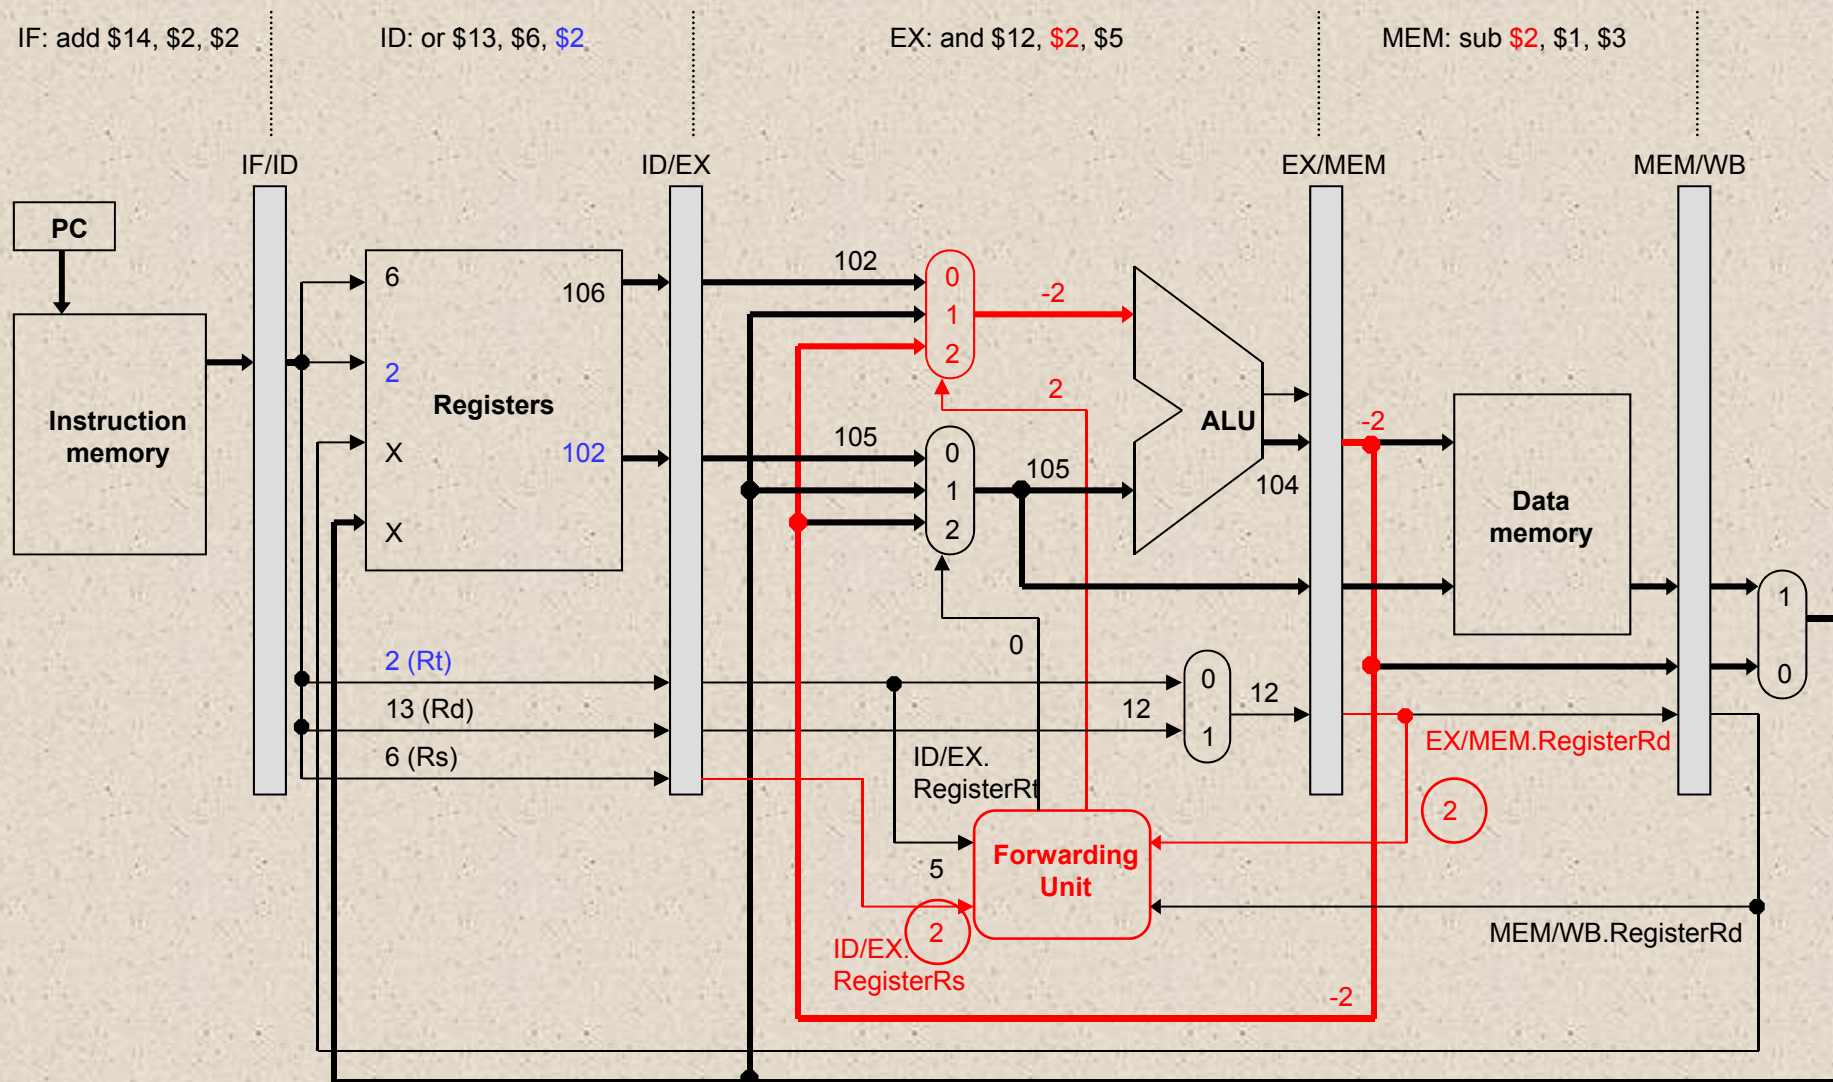 IF: add $14, $2, $2
ID: or $13, $6, $2
EX: and $12, $2, $5
MEM: sub $2, $1, $3
IF/ID
ID/EX
EX/MEM
MEM/WB
PC
Instruction
memory
6
106
2
Registers
X
102
X
102
0
1
2
-2
2
105
0
1
2
105
ALU
104
-2
Data
memory
1
0
0
2 (Rt)
13 (Rd)
6 (Rs)
12
0
1
12
EX/MEM.RegisterRd
2
ID/EX.
RegisterRt
5
Forwarding
Unit
2
ID/EX.
RegisterRs
MEM/WB.RegisterRd
-2